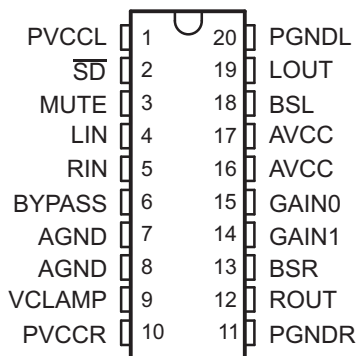 PVCCL 1 20 PGNDL
SD 2 19 LOUT
MUTE 3 18 BSL
LIN 4 17 AVCC
RIN 5 16 AVCC
BYPASS 6 15 GAIN0
AGND 7 14 GAIN1
AGND 8 13 BSR
VCLAMP 9 12 ROUT
PVCCR 10 11 PGNDR